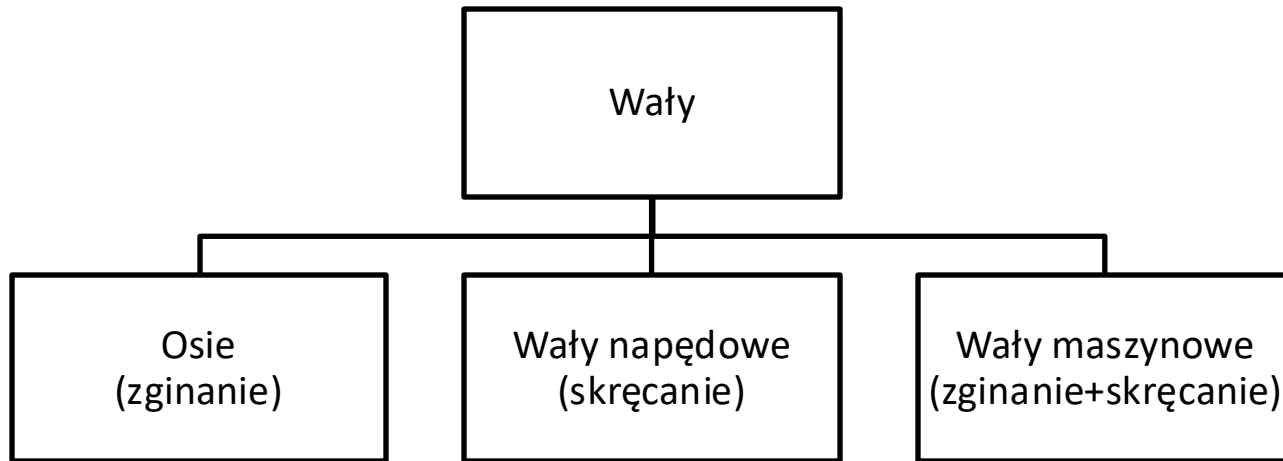 Wały
Osie
(zginanie)
Wały napędowe
(skręcanie)
Wały maszynowe
(zginanie+skręcanie)